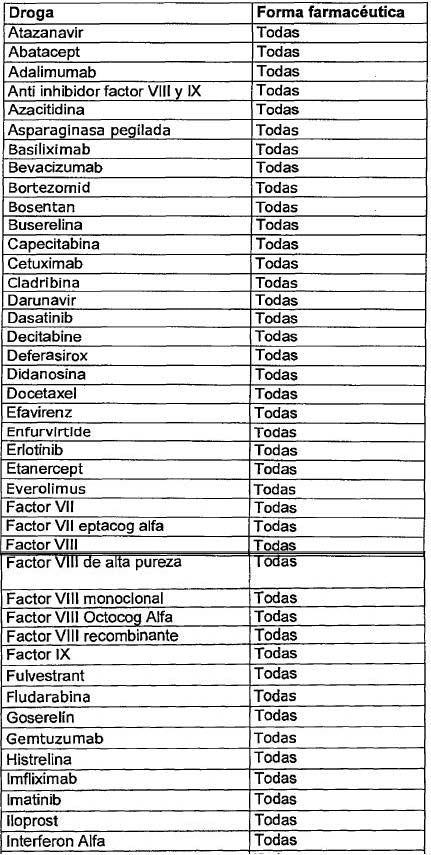 Droga Forma farmacéutica
Atazanavir Todas
Abatacept Todas
Adalimumab Todas
Anti inhibidor factor VIII y IX Todas
Azacitidina Todas
Asparaginasa pegilada Todas
Basiliximab Todas
Bevacizumab Todas
Bortezomid Todas
Bosentan Todas
Buserelina Todas
Capecitabina Todas
Cetuximab Todas
Cladribina Todas
Darunavir Todas
Dasatinib Todas
Decitabine Todas
Deferasirox Todas
Didanosina Todas
Docetaxel Todas
Efavirenz Todas
Enfurvirtide Todas
Erlotinib Todas
Etanercept Todas
Everolimus Todas
Factor VII Todas
Factor VII eptacog alfa Todas
Factor VIII Todas
Factor VIII de alta pureza Todas
Factor VIII monoclonal Todas
Factor VIII Octocog Alfa Todas
Factor VIII recombinante Todas
Factor IX Todas
Fulvestrant Todas
Fludarabina Todas
Goserelín Todas
Gemtuzumab Todas
Histrelina Todas
Imfliximab Todas
Imatinib Todas
Iloprost Todas
Interferon Alfa Todas